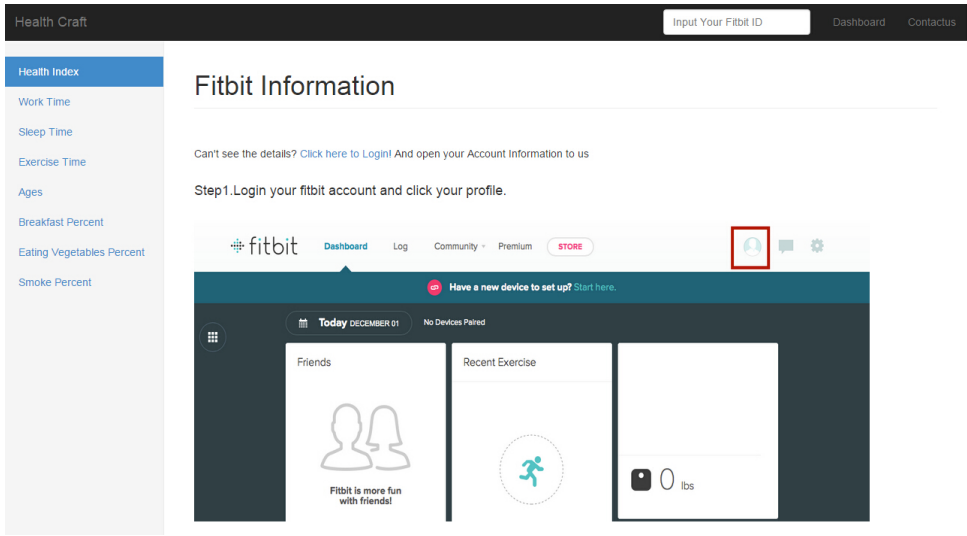 Health Craft
Input Your Fitbit ID
Dashboard
Contactus
Health Index
Work Time
Sleep Time
Exercise Time
Ages
Breakfast Percent
Eating Vegetables Percent
Smoke Percent
Fitbit Information
Can't see the details? Click here to Login! And open your Account Information to us
Step1.Login your fitbit account and click your profile.
fitbit
Dashboard
Log
Community
Premium
STORE
Have a new device to set up? Start here.
Today DECEMBER 01
No Devices Paired
Friends
Fitbit is more fun
with friends!
Recent Exercise
0 lbs